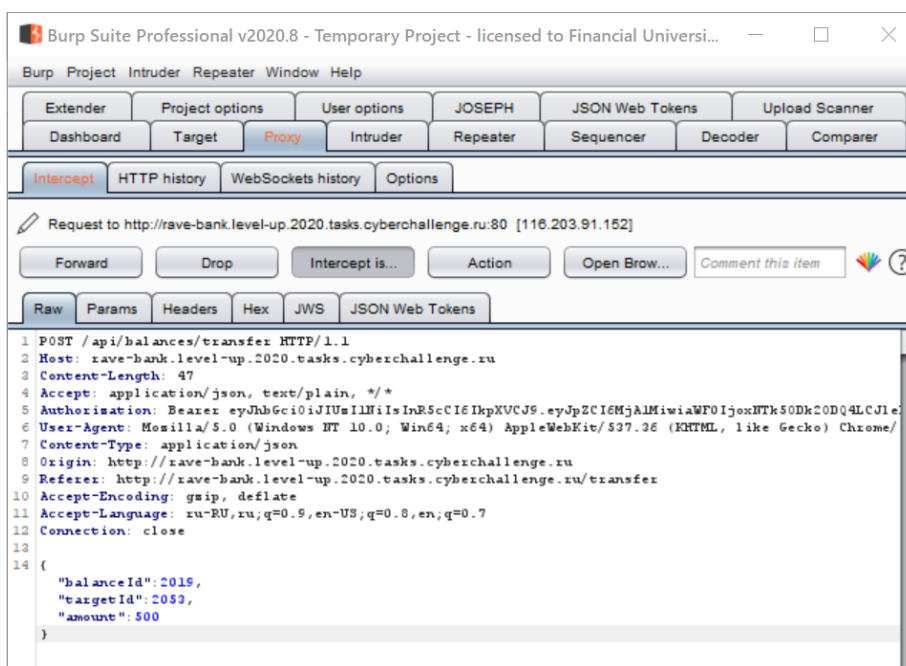 Burp Suite Professional v2020.8 - Temporary Project - licensed to Financial Universi...
Burp Project Intruder Repeater Window Help
Extender Project options User options JOSEPH JSON Web Tokens Upload Scanner
Dashboard Target Proxy Intruder Repeater Sequencer Decoder Comparer
Intercept HTTP history WebSockets history Options
Request to http://rave-bank.level-up.2020.tasks.cyberchallenge.ru:80 [116.203.91.152]
Forward Drop Intercept is... Action Open Brow... Comment this item ?
Raw Params Headers Hex JWS JSON Web Tokens
1 POST /api/balances/transfer HTTP/1.1
2 Host: rave-bank.level-up.2020.tasks.cyberchallenge.ru
3 Content-Length: 47
4 Accept: application/json, text/plain, */*
5 Authorization: Bearer
6 User-Agent: Mozilla/5.0 (Windows NT 10.0; Win64; x64) AppleWebKit/537.36 (KHTML, like Gecko) Chrome/
7 Content-Type: application/json
8 Origin: http://rave-bank.level-up.2020.tasks.cyberchallenge.ru
9 Referer: http://rave-bank.level-up.2020.tasks.cyberchallenge.ru/transfer
10 Accept-Encoding: gzip, deflate
11 Accept-Language: ru-RU,ru;q=0.9,en-US;q=0.8,en;q=0.7
12 Connection: close
13
14 {
"balanceId":2019,
"targetId":2053,
"amount":500
}